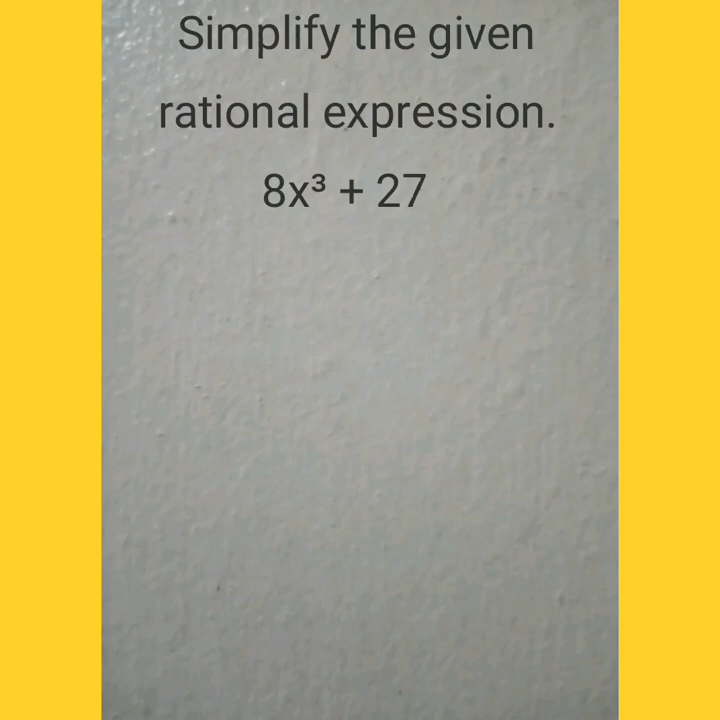 Simplify the given
rational expression.
8x³ + 27